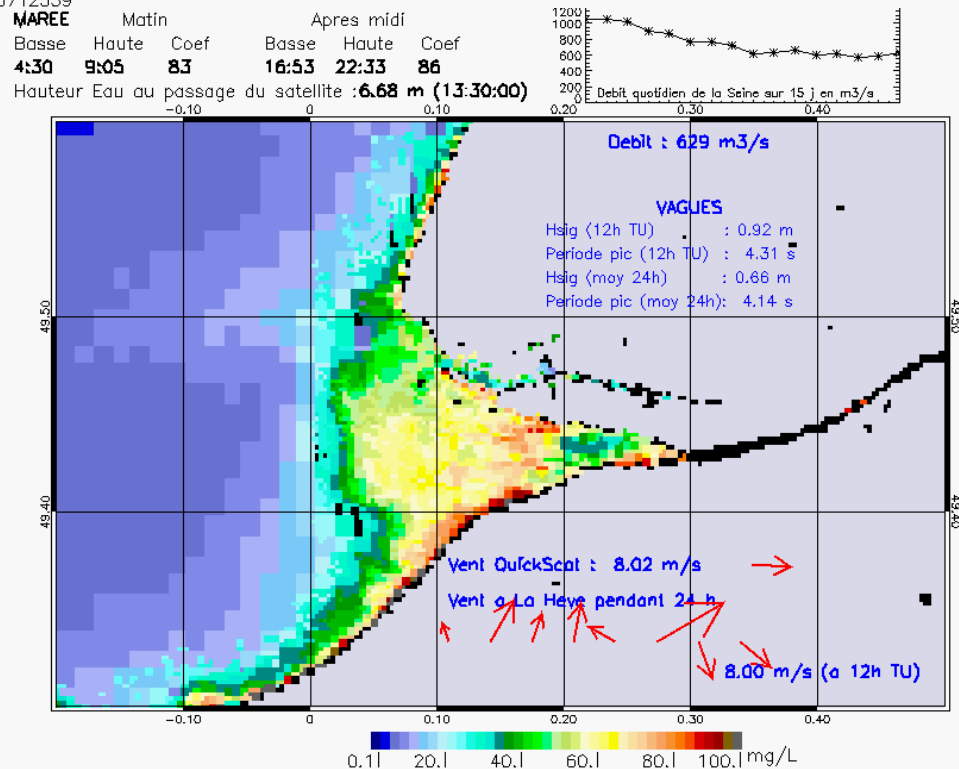 MAREE Matin Apres midi
Basse Haute Coef Basse Haute Coef
4:30 9:05 83 16:53 22:33 86
Hauteur Eau au passage du satellite :6.68 m (13:30:00)
1200
1000
800
600
400
200
0
Debit quotidien de la Seine sur 15 j en m3/s
-0.10 0 0.10 0.20 0.30 0.40
Debit : 629 m3/s
VAGUES
Hsig (12h TU) : 0.92 m
Periode pic (12h TU) : 4.31 s
Hsig (moy 24h) : 0.66 m
Periode pic (moy 24h): 4.14 s
49.50 49.50
49.40 49.40
Vent QuickScat : 8.02 m/s
Vent a La Heve pendant 24 h
8.00 m/s (a 12h TU)
-0.10 0 0.10 0.20 0.30 0.40
0.1| 20.| 40.| 60.| 80.| 100.| mg/L